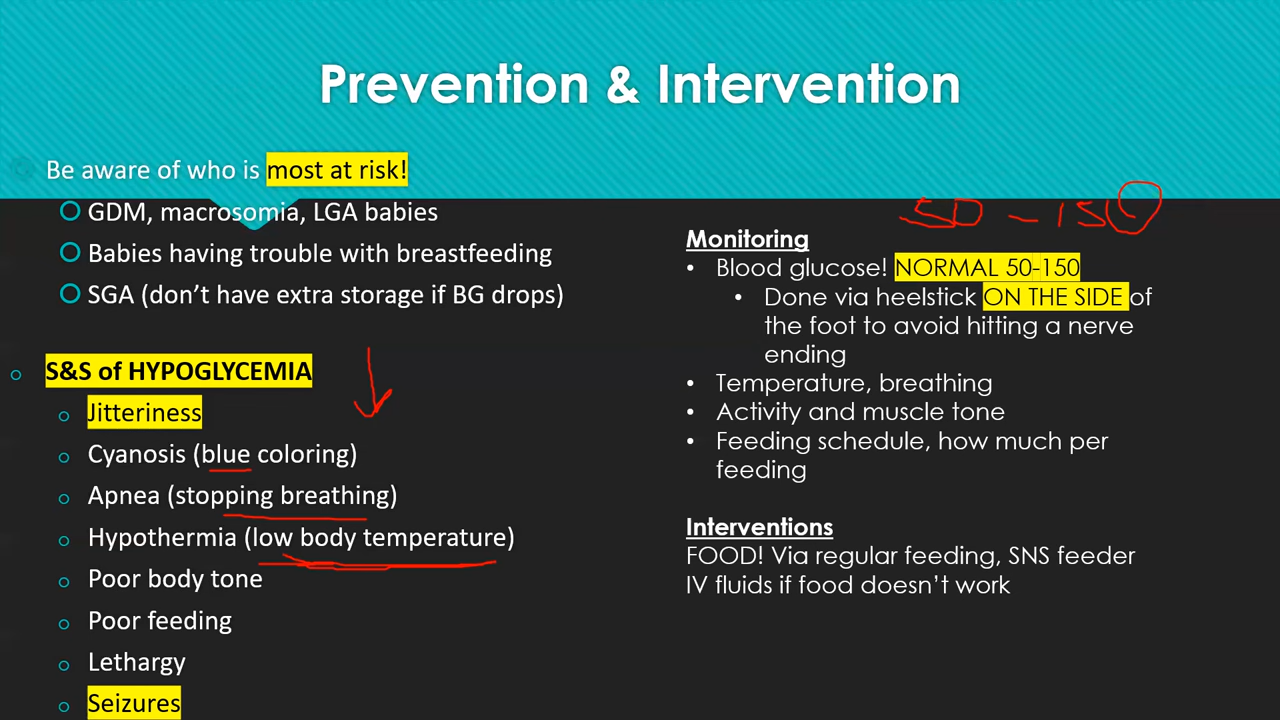 Prevention & Intervention
Be aware of who is most at risk!
GDM, macrosomia, LGA babies
Babies having trouble with breastfeeding
SGA (don't have extra storage if BG drops)
S&S of HYPOGLYCEMIA
Jitteriness
Cyanosis (blue coloring)
Apnea (stopping breathing)
Hypothermia (low body temperature)
Poor body tone
Poor feeding
Lethargy
Seizures
50 - 150
Monitoring
• Blood glucose! NORMAL 50-150
• Done via heelstick ON THE SIDE of
the foot to avoid hitting a nerve
ending
• Temperature, breathing
• Activity and muscle tone
• Feeding schedule, how much per
feeding
Interventions
FOOD! Via regular feeding, SNS feeder
IV fluids if food doesn't work